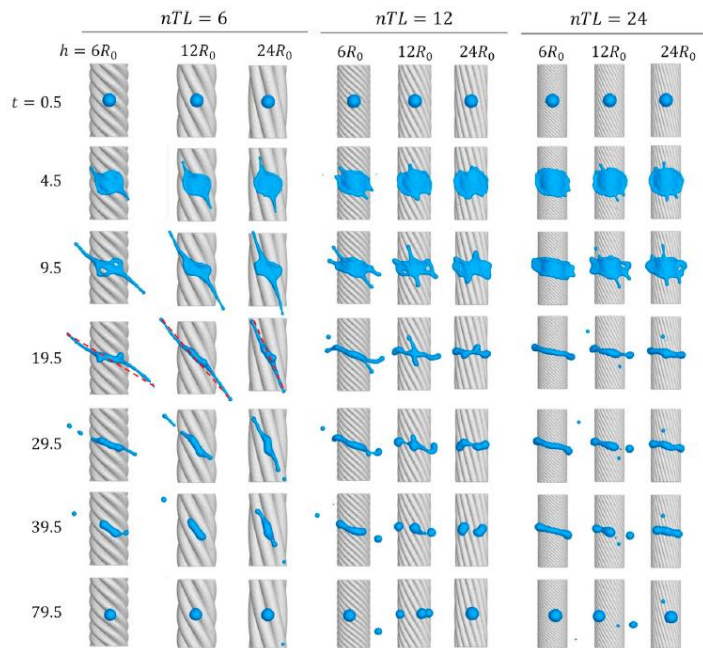 nTL = 6 nTL = 12 nTL = 24
h = 6R₀ 12R₀ 24R₀ 6R₀ 12R₀ 24R₀ 6R₀ 12R₀ 24R₀
t = 0.5
4.5
9.5
19.5
29.5
39.5
79.5